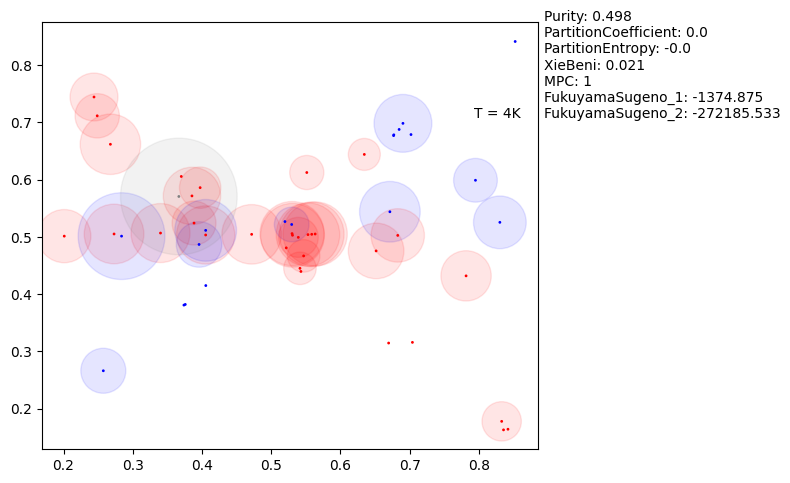 Purity: 0.498
PartitionCoefficient: 0.0
PartitionEntropy: -0.0
XieBeni: 0.021
MPC: 1
FukuyamaSugeno_1: -1374.875
FukuyamaSugeno_2: -272185.533
T = 4K
0.8
0.7
0.6
0.5
0.4
0.3
0.2
0.2 0.3 0.4 0.5 0.6 0.7 0.8